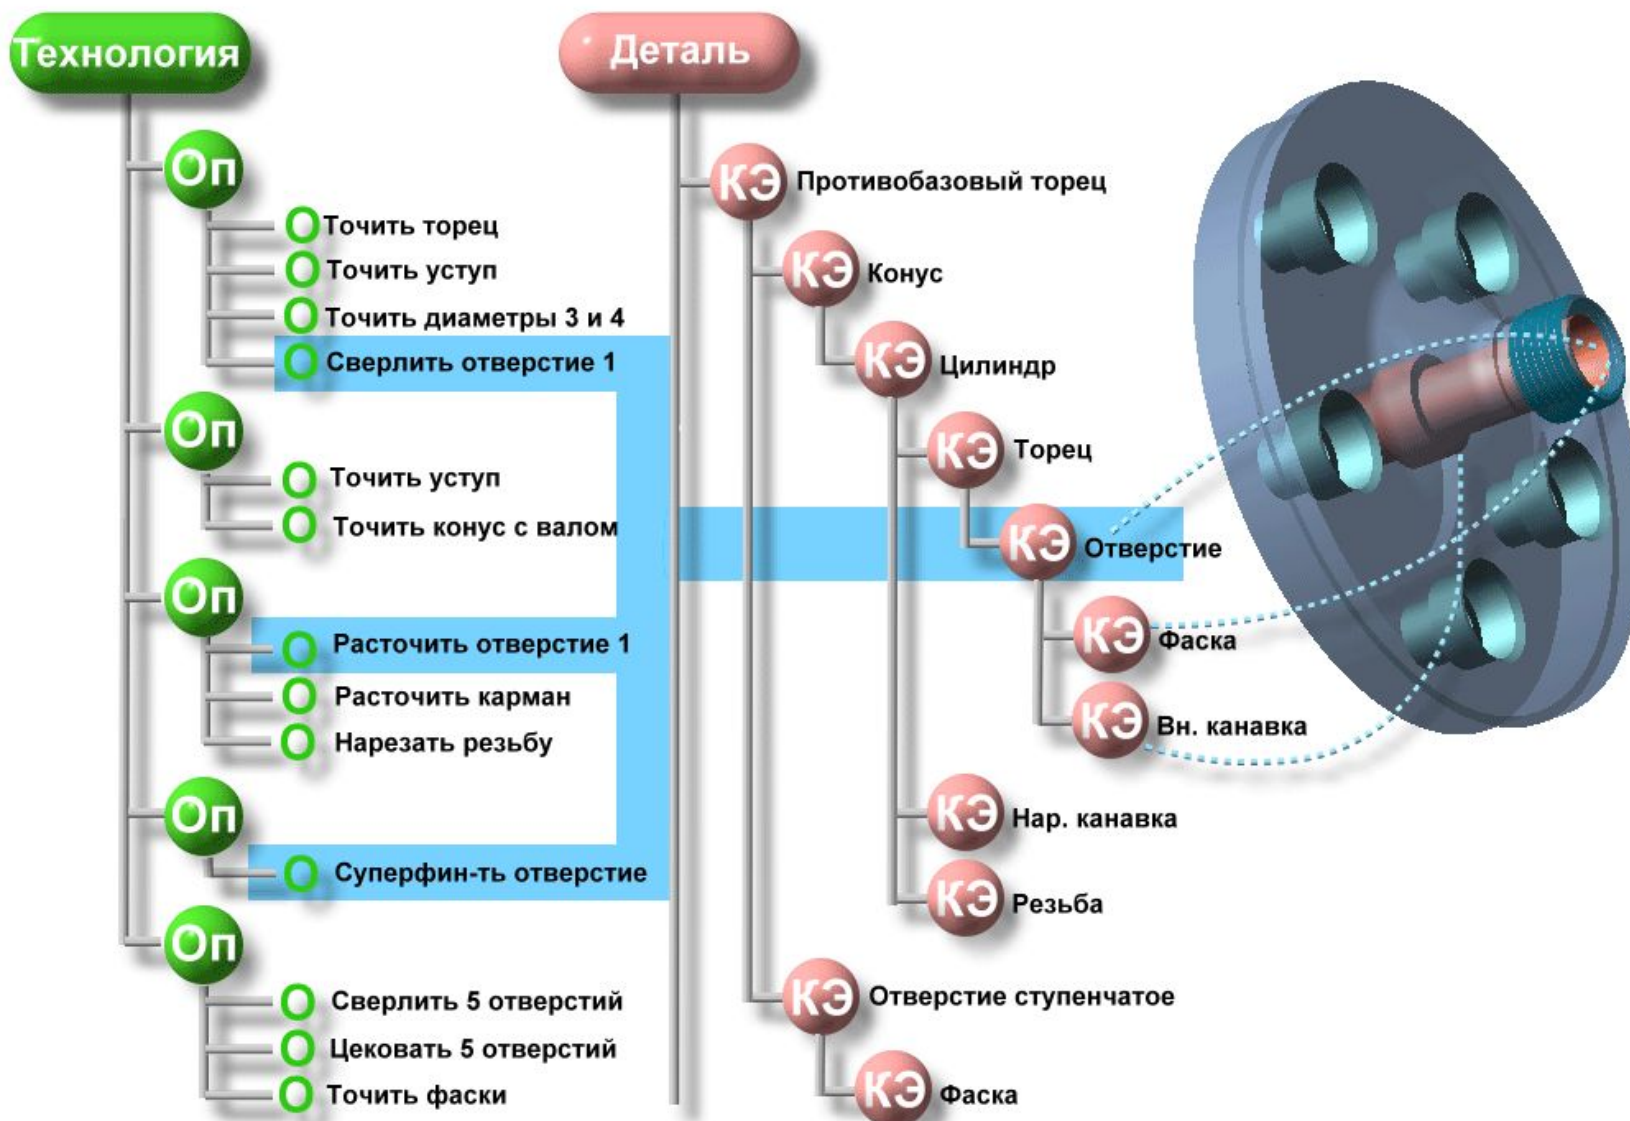 Технология
Оп
О Точить торец
О Точить уступ
О Точить диаметры 3 и 4
О Сверлить отверстие 1
Оп
О Точить уступ
О Точить конус с валом
Оп
О Расточить отверстие 1
О Расточить карман
О Нарезать резьбу
Оп
О Суперфин-ть отверстие
Оп
О Сверлить 5 отверстий
О Цековать 5 отверстий
О Точить фаски
Деталь
КЭ Противобазовый торец
КЭ Конус
КЭ Цилиндр
КЭ Торец
КЭ Отверстие
КЭ Фаска
КЭ Вн. канавка
КЭ Нар. канавка
КЭ Резьба
КЭ Отверстие ступенчатое
КЭ Фаска